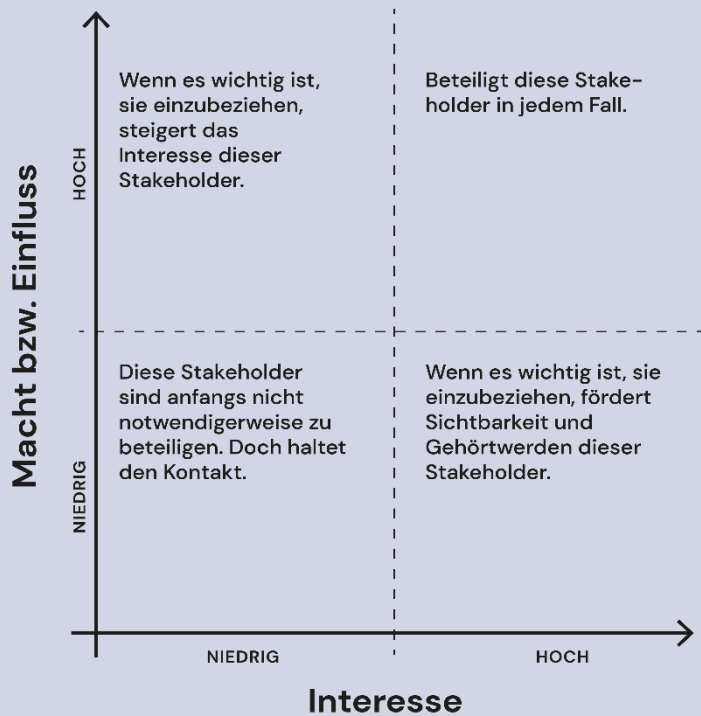 Macht bzw. Einfluss
HOCH
Wenn es wichtig ist,
sie einzubeziehen,
steigert das
Interesse dieser
Stakeholder.
Beteiligt diese Stake-
holder in jedem Fall.
NIEDRIG
Diese Stakeholder
sind anfangs nicht
notwendigerweise zu
beteiligen. Doch haltet
den Kontakt.
Wenn es wichtig ist, sie
einzubeziehen, fördert
Sichtbarkeit und
Gehörtwerden dieser
Stakeholder.
NIEDRIG
HOCH
Interesse